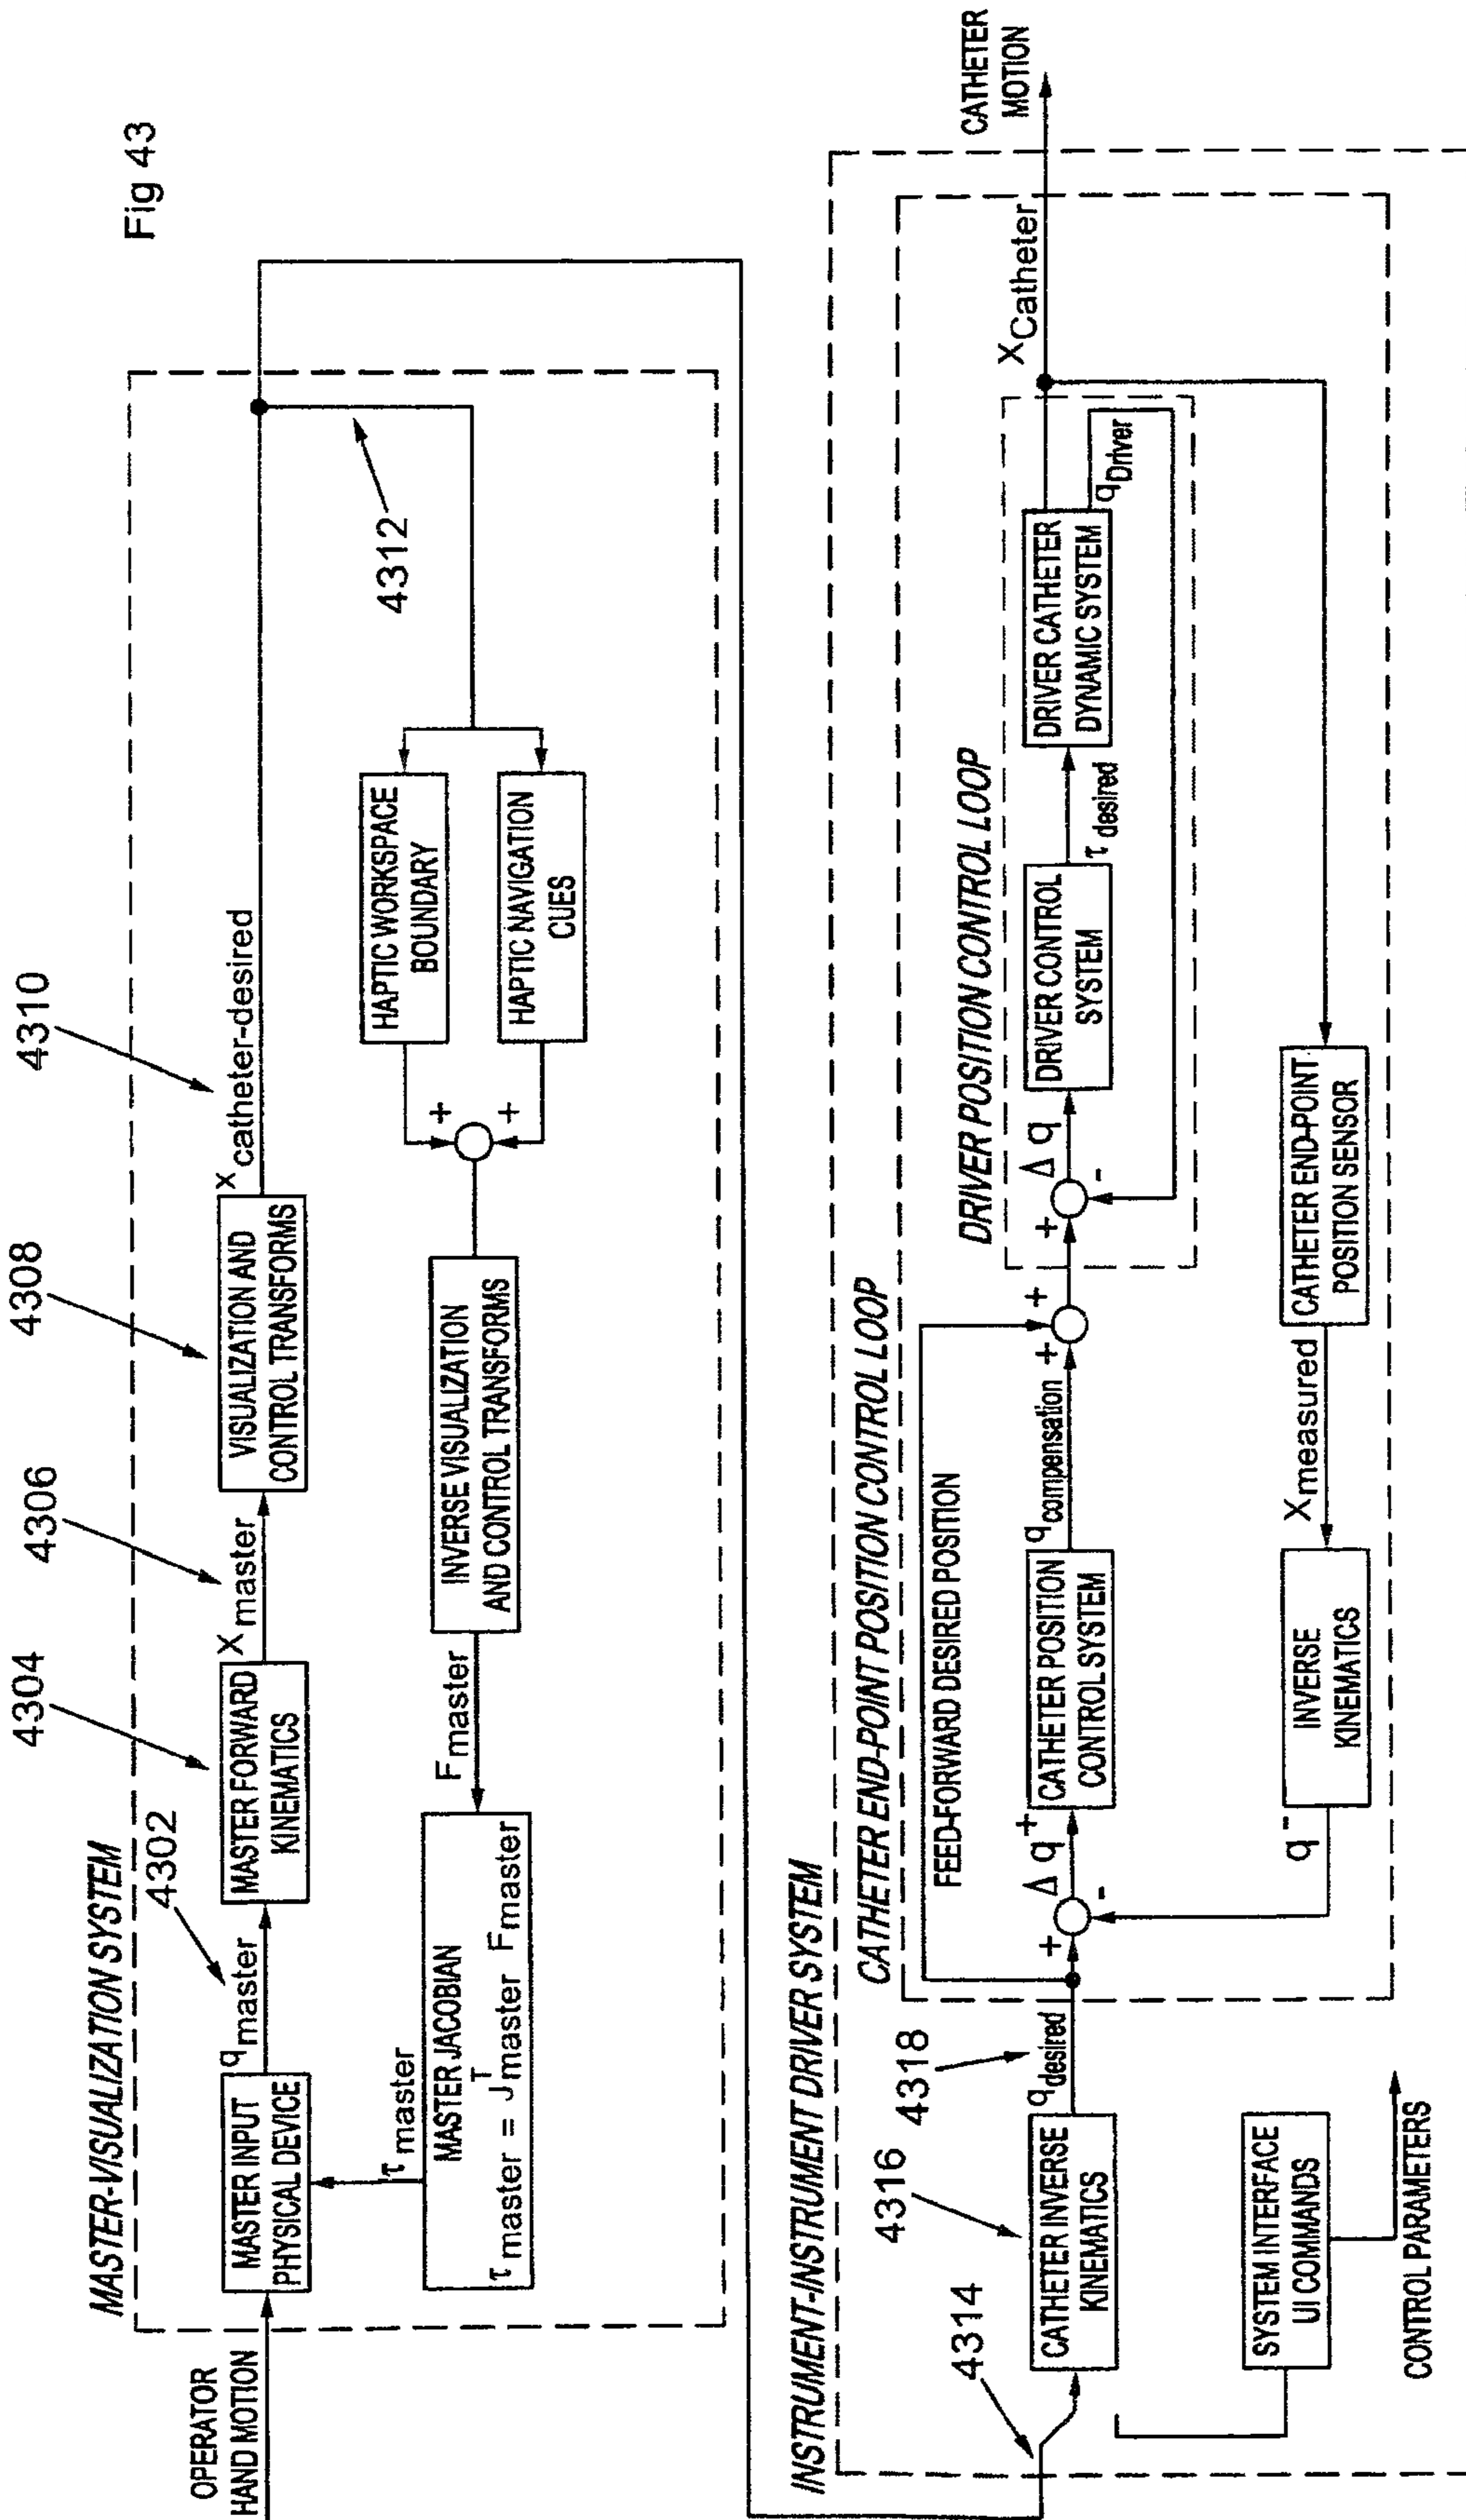 Fig 43
MASTER-VISUALIZATION SYSTEM
OPERATOR
HAND MOTION
MASTER INPUT
PHYSICAL DEVICE
q master
4302
MASTER FORWARD
KINEMATICS
4304
X master
4306
VISUALIZATION AND
CONTROL TRANSFORMS
4308
x catheter-desired
4310
4312
HAPTIC WORKSPACE
BOUNDARY
HAPTIC NAVIGATION
CUES
+
+
INVERSE VISUALIZATION
AND CONTROL TRANSFORMS
F master
MASTER JACOBIAN
τ master = J T master F master
τ master
INSTRUMENT-INSTRUMENT DRIVER SYSTEM
4314
CATHETER INVERSE
KINEMATICS
4316
q desired
4318
SYSTEM INTERFACE
UI COMMANDS
CONTROL PARAMETERS
CATHETER END-POINT POSITION CONTROL LOOP
FEED-FORWARD DESIRED POSITION
+
-
Δ q +
CATHETER POSITION
CONTROL SYSTEM
q compensation
+
+
DRIVER POSITION CONTROL LOOP
+
-
Δ q
DRIVER CONTROL
SYSTEM
τ desired
DRIVER CATHETER
DYNAMIC SYSTEM
q Driver
X Catheter
CATHETER
MOTION
CATHETER END-POINT
POSITION SENSOR
X measured
INVERSE
KINEMATICS
q -